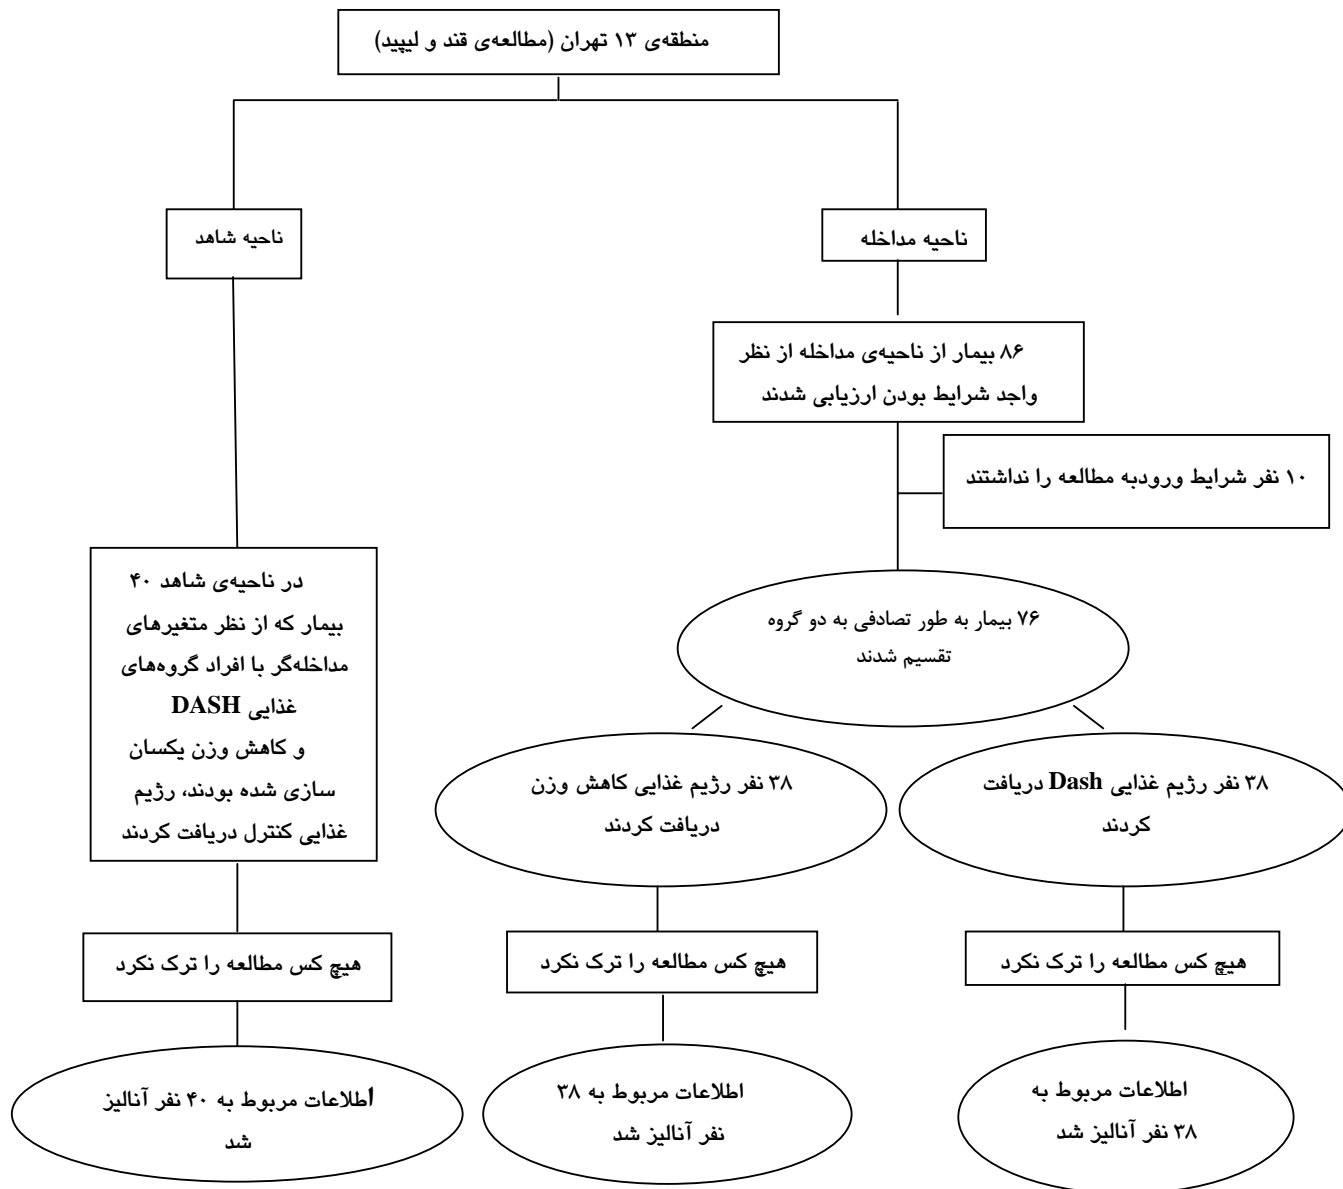 منطقه‌ی ۱۳ تهران (مطالعه‌ی قند و لیپید)
ناحیه مداخله
ناحیه شاهد
۸۶ بیمار از ناحیه‌ی مداخله از نظر
واجد شرایط بودن ارزیابی شدند
۱۰ نفر شرایط ورودبه مطالعه را نداشتند
در ناحیه‌ی شاهد ۴۰
بیمار که از نظر متغیرهای
مداخله‌گر با افراد گروه‌های
غذایی DASH
و کاهش وزن یکسان
سازی شده بودند، رژیم
غذایی کنترل دریافت کردند
۷۶ بیمار به طور تصادفی به دو گروه
تقسیم شدند
۳۸ نفر رژیم غذایی Dash دریافت
کردند
۳۸ نفر رژیم غذایی کاهش وزن
دریافت کردند
هیچ کس مطالعه را ترک نکرد
هیچ کس مطالعه را ترک نکرد
هیچ کس مطالعه را ترک نکرد
اطلاعات مربوط به
۳۸ نفر آنالیز شد
اطلاعات مربوط به ۳۸
نفر آنالیز شد
أطلاعات مربوط به ۴۰ نفر آنالیز
شد